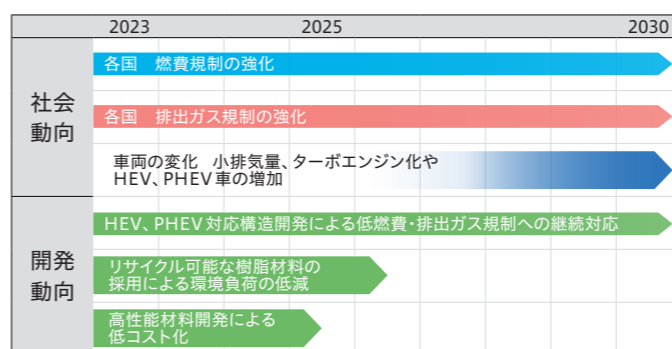 2023 2025 2030
社会
動向
各国 燃費規制の強化
各国 排出ガス規制の強化
車両の変化 小排気量、ターボエンジン化や
HEV、PHEV車の増加
開発
動向
HEV、PHEV対応構造開発による低燃費・排出ガス規制への継続対応
リサイクル可能な樹脂材料の
採用による環境負荷の低減
高性能材料開発による
低コスト化